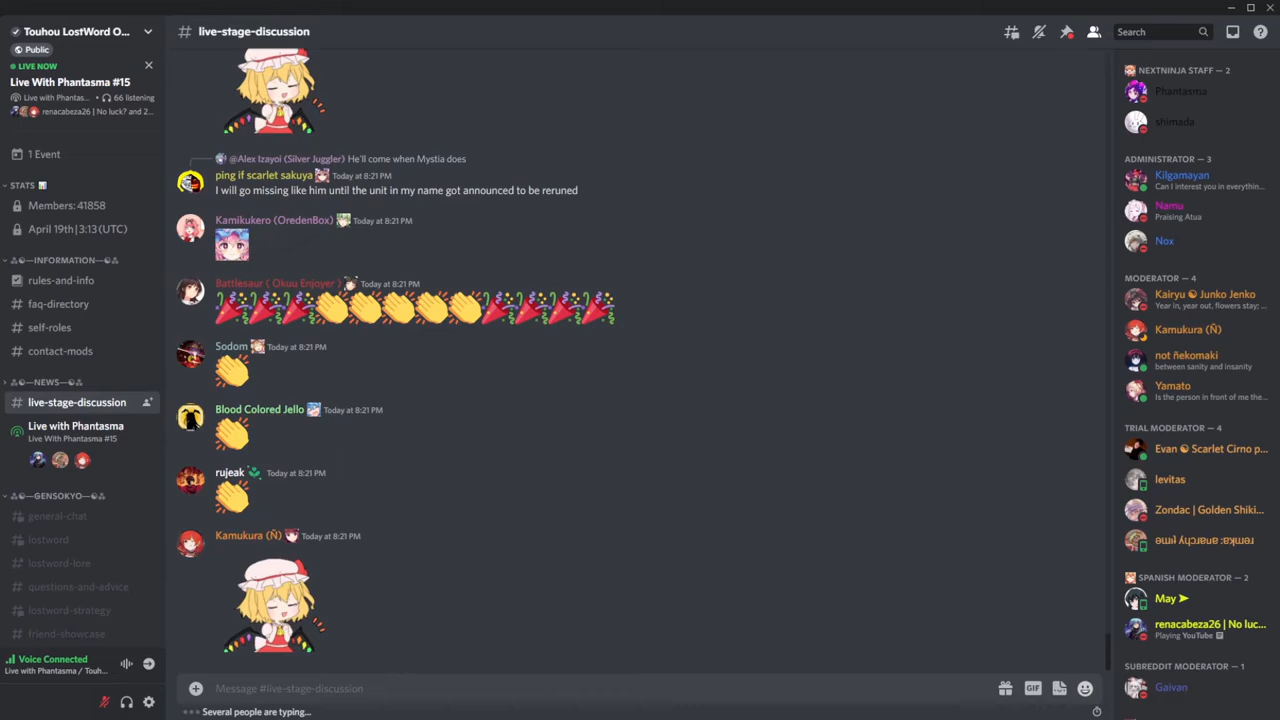 Touhou LostWord O...
Public
LIVE NOW
Live With Phantasma #15
Live with Phantas... • 66 listening
renacabeza26 | No luck? and 2...
1 Event
STATS 📊
Members: 41858
April 19th|3:13(UTC)
—INFORMATION—
rules-and-info
# faq-directory
# self-roles
# contact-mods
—NEWS—
# live-stage-discussion
Live with Phantasma
Live With Phantasma #15
—GENSOKYO—
general-chat
lostword
lostword-lore
questions-and-advice
lostword-strategy
friend-showcase
Voice Connected
Live with Phantasma / Touh...
# live-stage-discussion
Search
@Alex Izayoi (Silver Juggler) He'll come when Mystia does
ping if scarlet sakuya Today at 8:21 PM
I will go missing like him until the unit in my name got announced to be reruned
Kamikukero (OredenBox) Today at 8:21 PM
Battlesaur ( Okuu Enjoyer ) Today at 8:21 PM
🎉🎉🎉👏👏👏👏👏🎉🎉🎉🎉
Sodom Today at 8:21 PM
👏
Blood Colored Jello Today at 8:21 PM
👏
rujeak Today at 8:21 PM
👏
Kamukura (Ñ) Today at 8:21 PM
Message #live-stage-discussion
GIF
Several people are typing...
NEXTNINJA STAFF — 2
Phantasma
shimada
ADMINISTRATOR — 3
Kilgamayan
Can I interest you in everythin...
Namu
Praising Atua
Nox
MODERATOR — 4
Kairyu ☯ Junko Jenko
Year in, year out, flowers stay;...
Kamukura (Ñ)
not ñekomaki
between sanity and insanity
Yamato
Is the person in front of me the...
TRIAL MODERATOR — 4
Evan ☯ Scarlet Cirno p...
levitas
Zondac | Golden Shiki...
SPANISH MODERATOR — 2
May ➤
renacabeza26 | No luc...
Playing YouTube
SUBREDDIT MODERATOR — 1
Gaivan